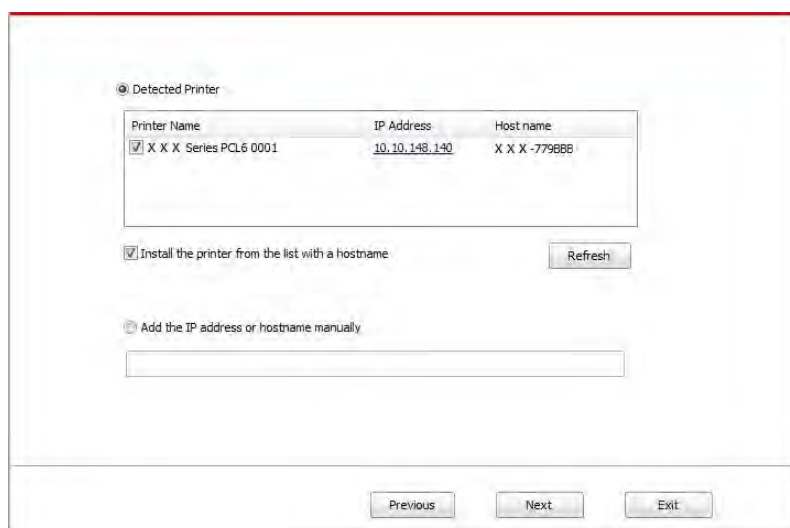 Detected Printer
Printer Name IP Address Host name
X X X Series PCL6 0001 10.10.148.140 X X X -779BBB
Install the printer from the list with a hostname
Refresh
Add the IP address or hostname manually
Previous Next Exit